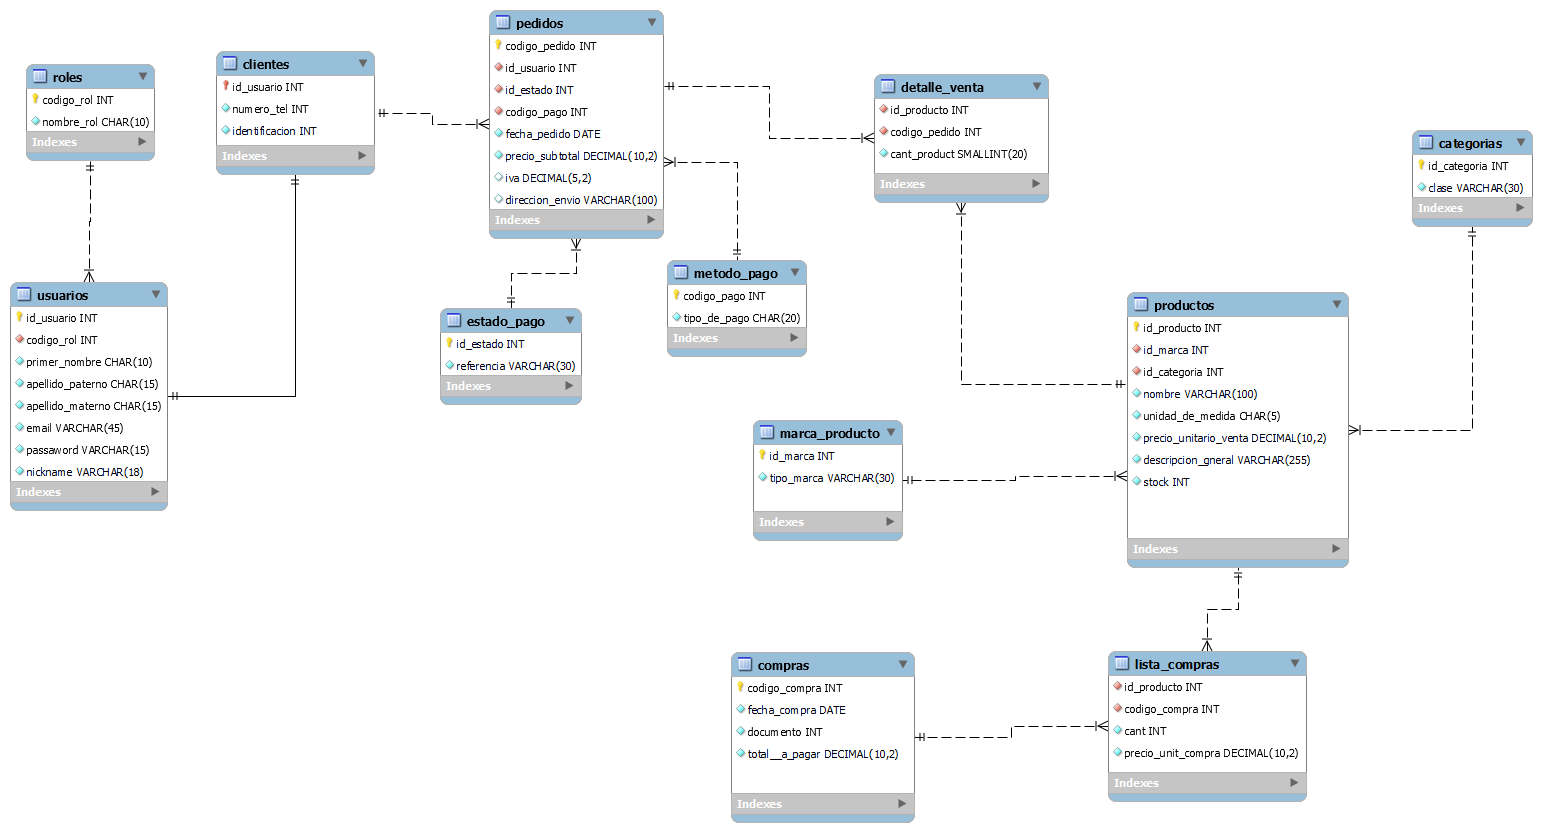 roles
codigo_rol INT
nombre_rol CHAR(10)
Indexes
clientes
id_usuario INT
numero_tel INT
identificacion INT
Indexes
pedidos
codigo_pedido INT
id_usuario INT
id_estado INT
codigo_pago INT
fecha_pedido DATE
precio_subtotal DECIMAL(10,2)
iva DECIMAL(5,2)
direccion_envio VARCHAR(100)
Indexes
detalle_venta
id_producto INT
codigo_pedido INT
cant_product SMALLINT(20)
Indexes
categorias
id_categoria INT
clase VARCHAR(30)
Indexes
usuarios
id_usuario INT
codigo_rol INT
primer_nombre CHAR(10)
apellido_paterno CHAR(15)
apellido_materno CHAR(15)
email VARCHAR(45)
passaword VARCHAR(15)
nickname VARCHAR(18)
Indexes
estado_pago
id_estado INT
referencia VARCHAR(30)
Indexes
metodo_pago
codigo_pago INT
tipo_de_pago CHAR(20)
Indexes
productos
id_producto INT
id_marca INT
id_categoria INT
nombre VARCHAR(100)
unidad_de_medida CHAR(5)
precio_unitario_venta DECIMAL(10,2)
descripcion_gneral VARCHAR(255)
stock INT
Indexes
marca_producto
id_marca INT
tipo_marca VARCHAR(30)
Indexes
compras
codigo_compra INT
fecha_compra DATE
documento INT
total__a_pagar DECIMAL(10,2)
Indexes
lista_compras
id_producto INT
codigo_compra INT
cant INT
precio_unit_compra DECIMAL(10,2)
Indexes